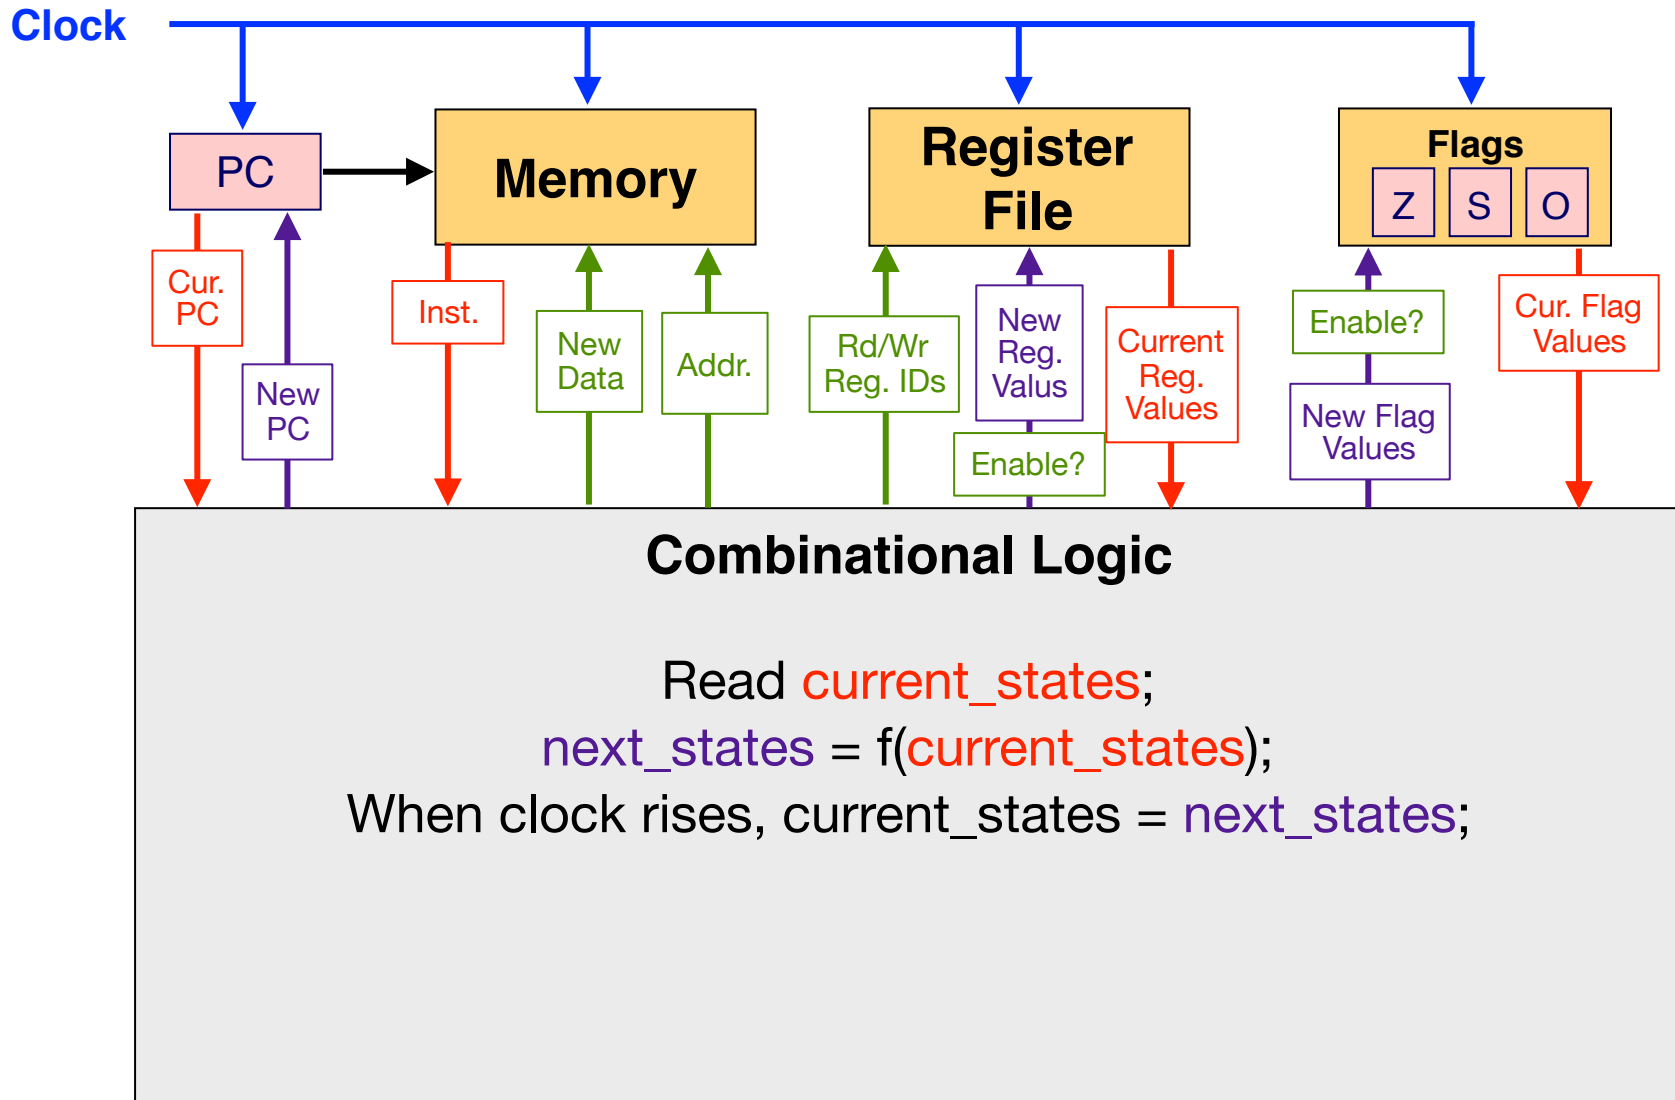 Clock
PC
Memory
Register
File
Flags
Z S O
Cur.
PC
New
PC
Inst.
New
Data
Addr.
Rd/Wr
Reg. IDs
New
Reg.
Valus
Enable?
Current
Reg.
Values
Enable?
New Flag
Values
Cur. Flag
Values
Combinational Logic
Read current_states;
next_states = f(current_states);
When clock rises, current_states = next_states;